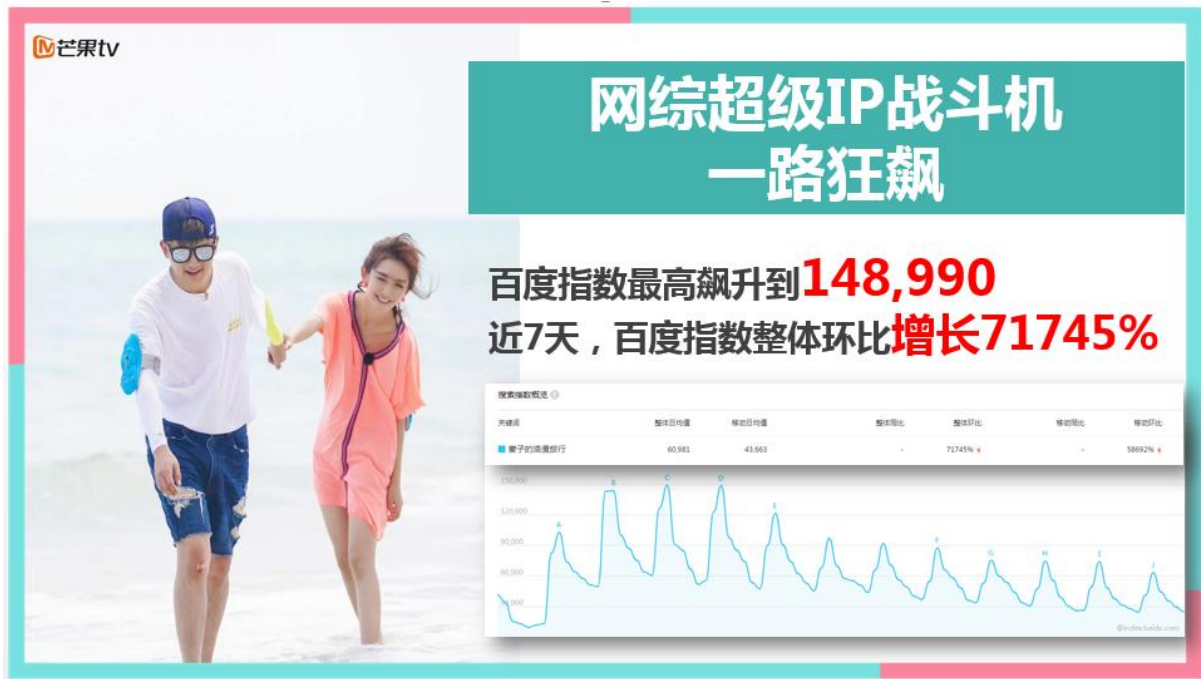 芒果tv
网综超级IP战斗机
一路狂飙
百度指数最高飙升到148,990
近7天，百度指数整体环比增长71745%
搜索指数概览
关键词 整体日均值 移动日均值 整体同比 整体环比 移动同比 移动环比
妻子的浪漫旅行 60,981 43,663 - 71745% - 58692%
150,000
120,000
90,000
60,000
30,000
A B C D E F G H I J
@index.baidu.com